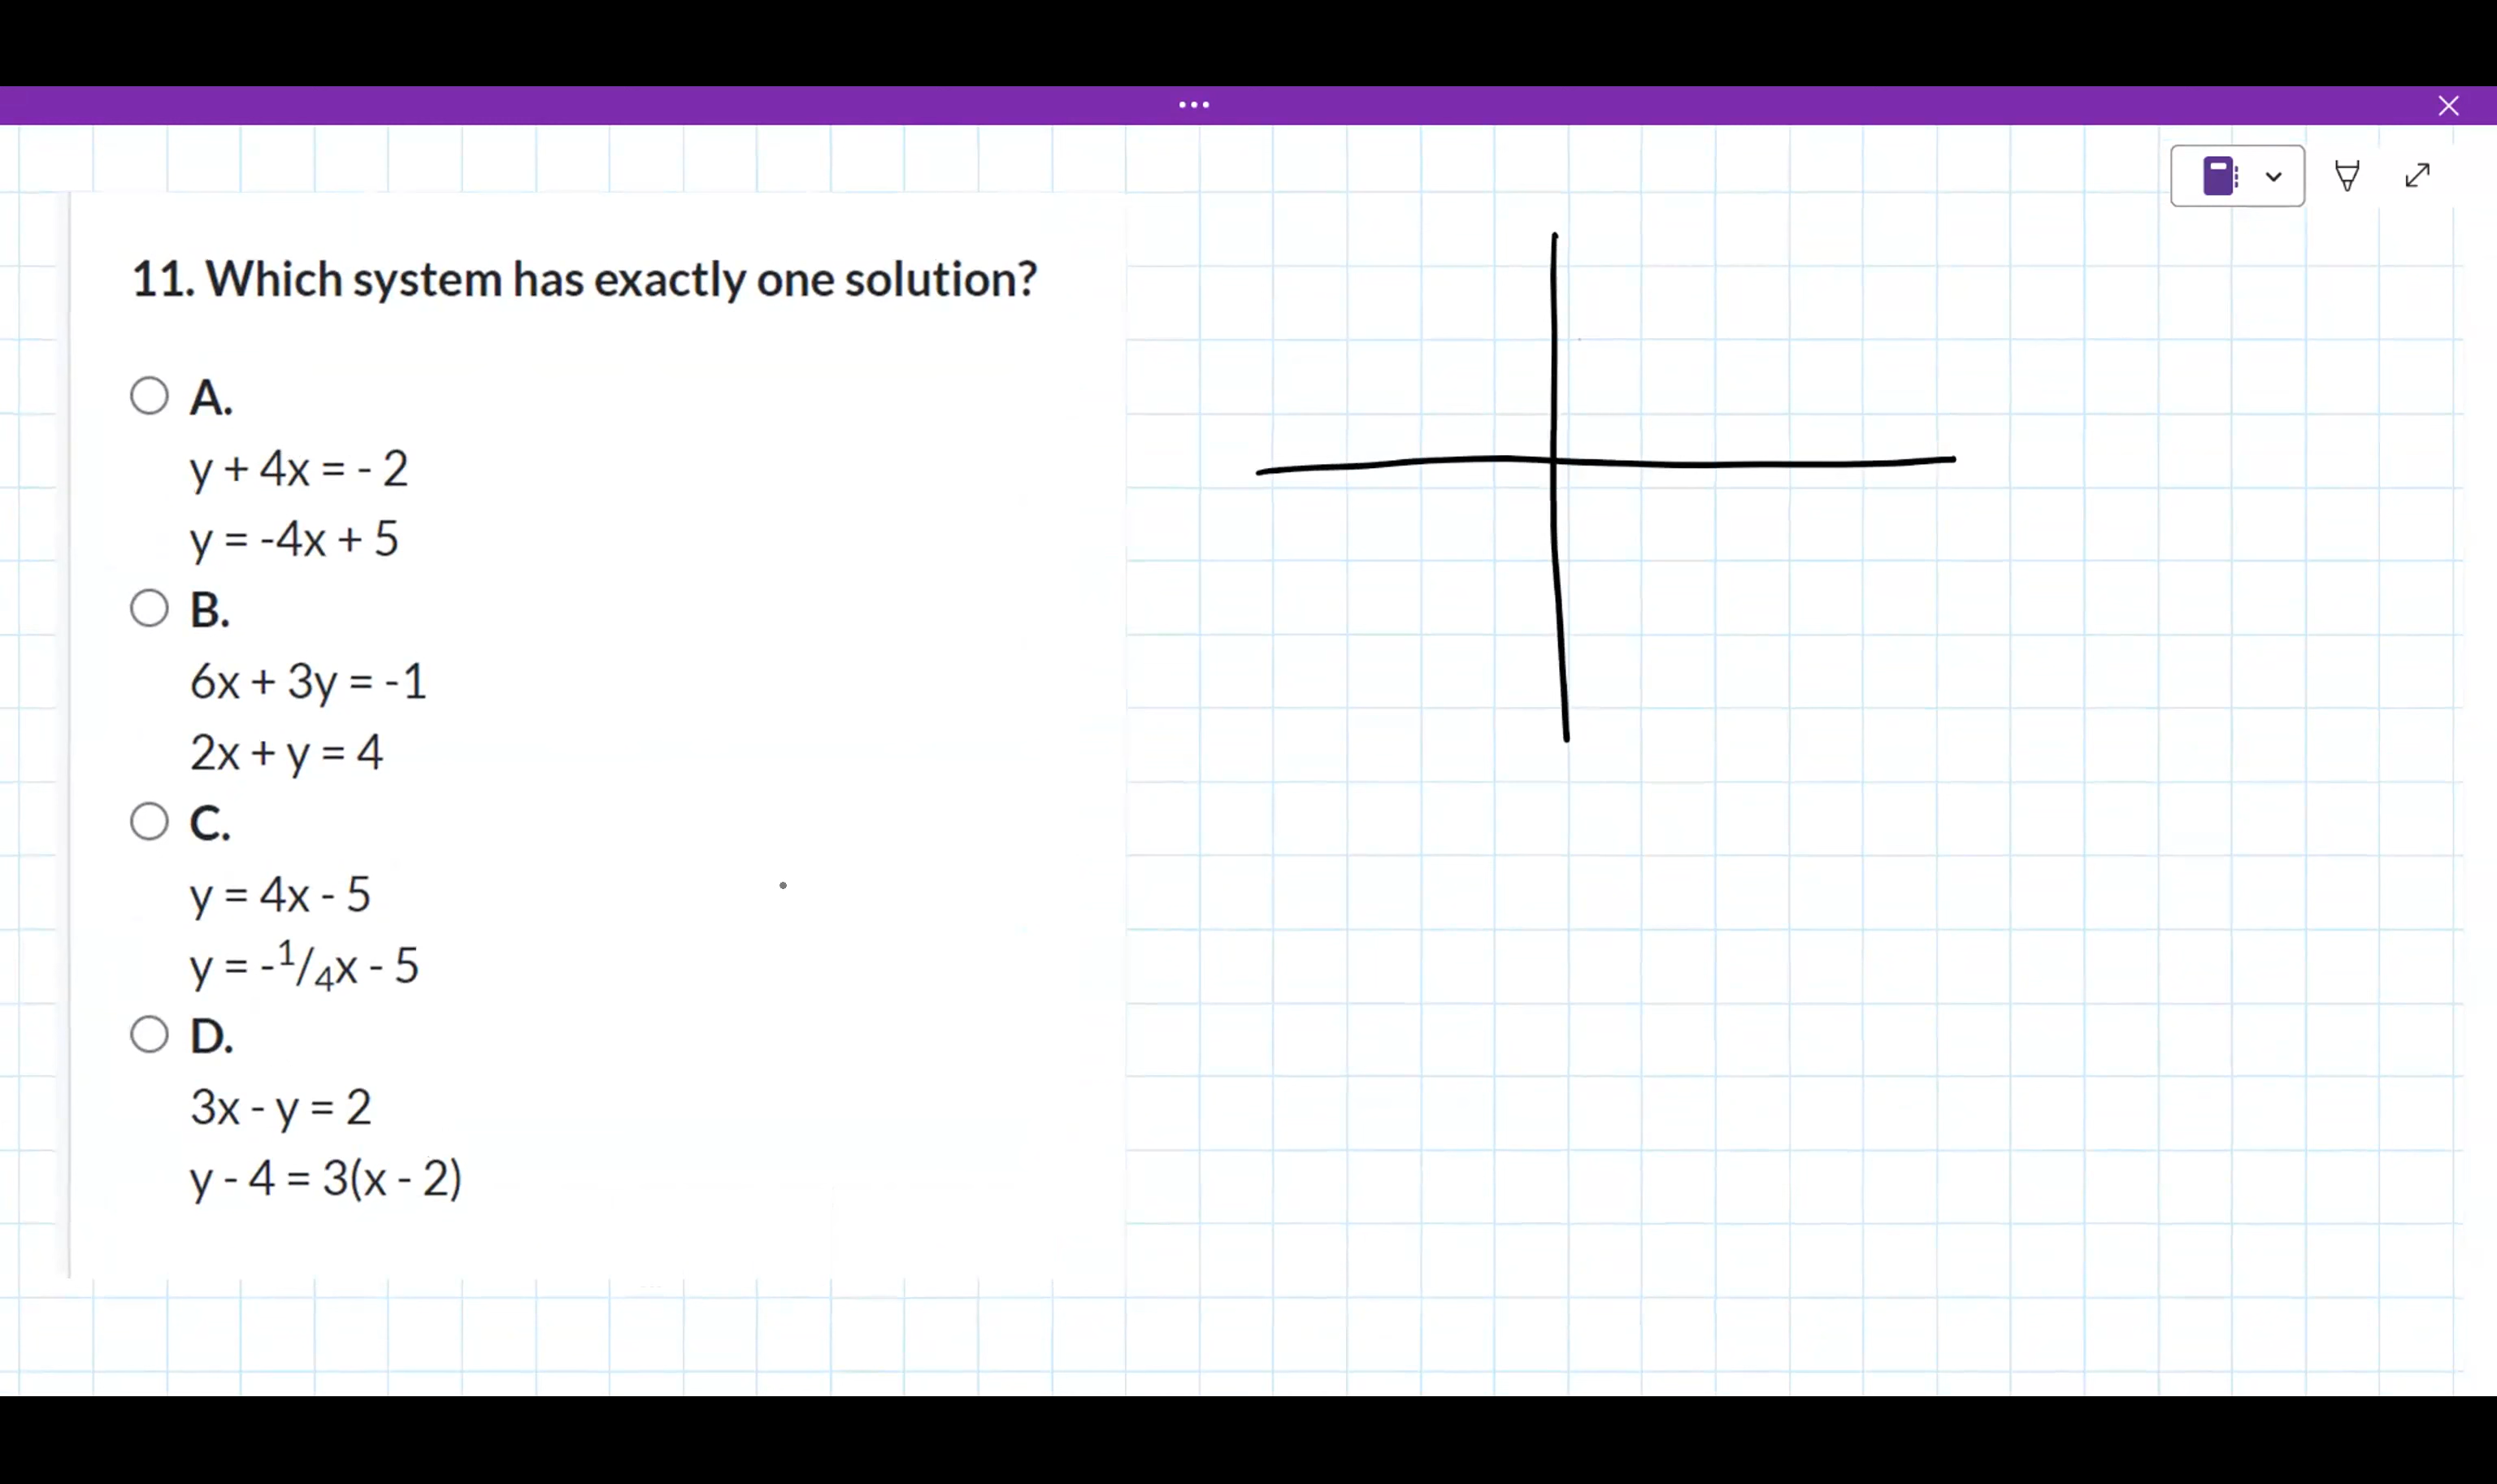 11. Which system has exactly one solution?
A.
y + 4x = - 2
y = -4x + 5
B.
6x + 3y = -1
2x + y = 4
C.
y = 4x - 5
y = -¹/₄x - 5
D.
3x - y = 2
y - 4 = 3(x - 2)